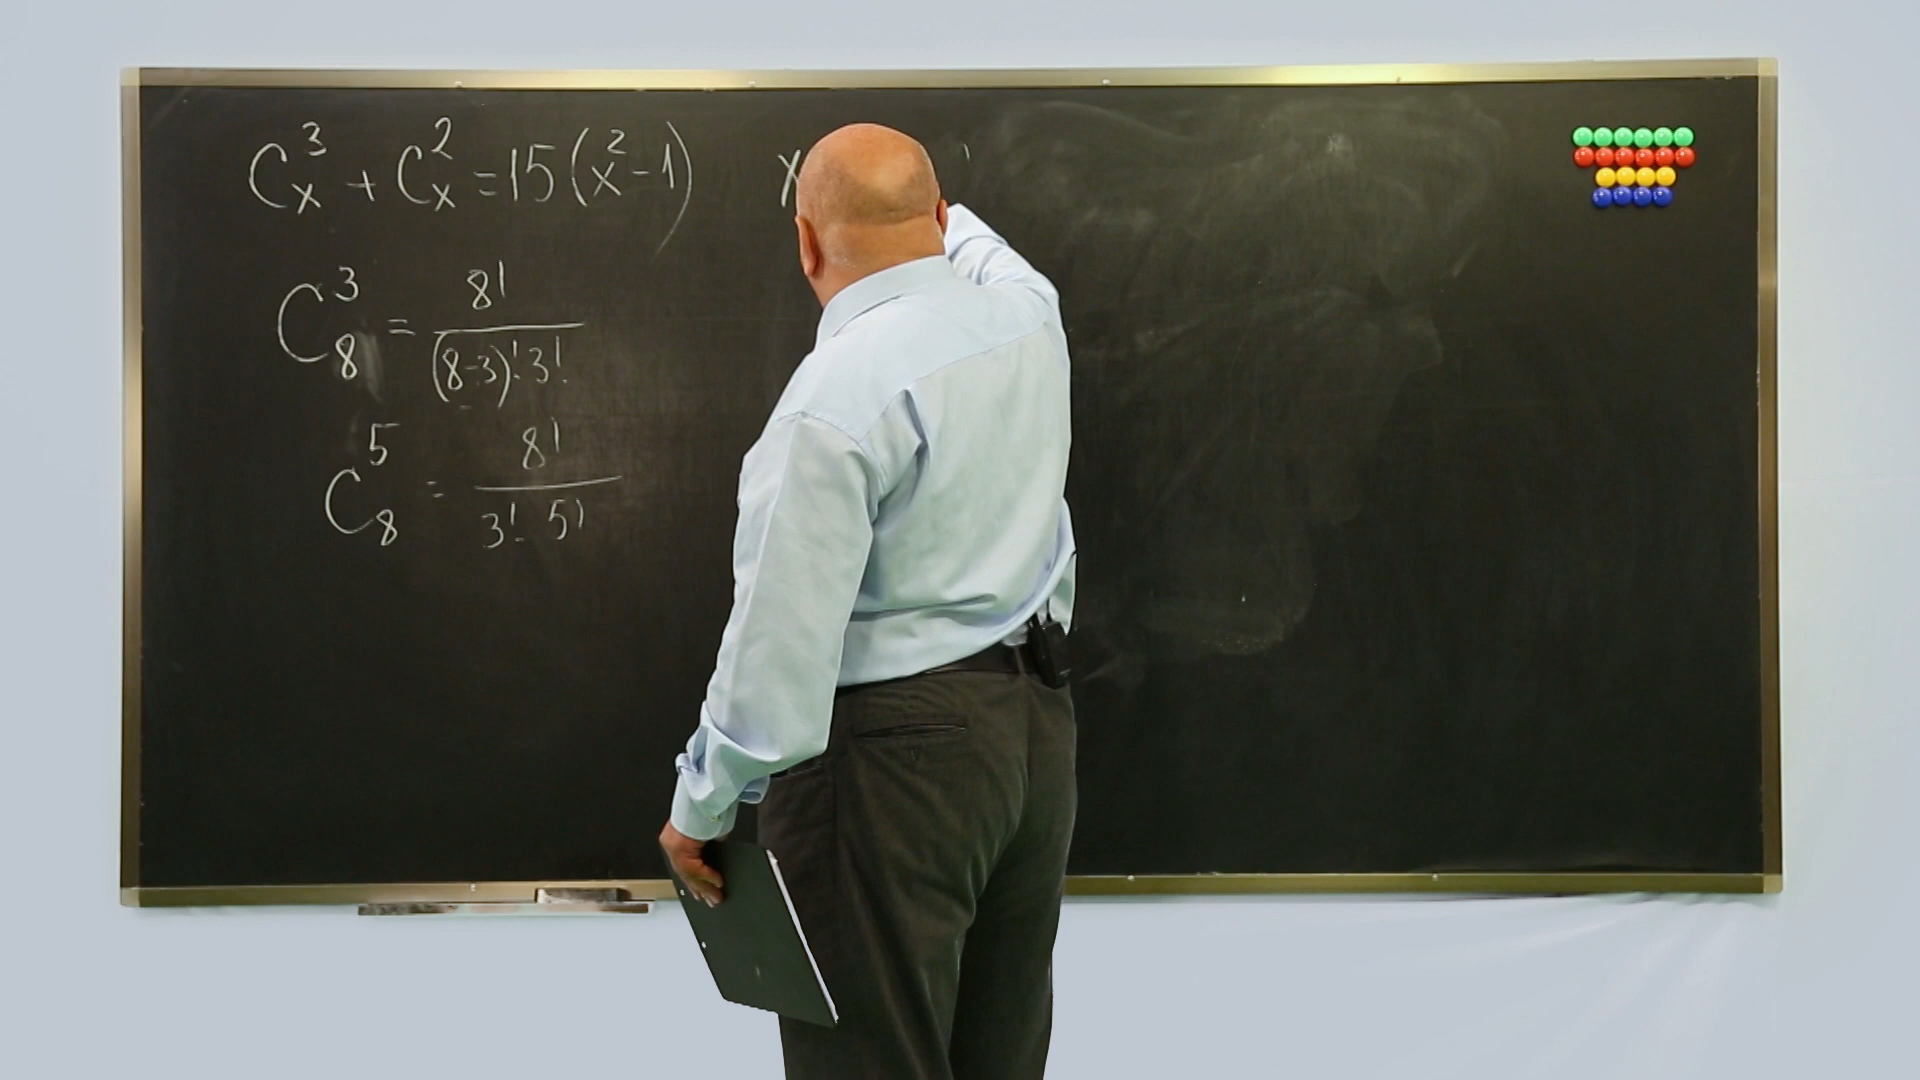 C_x^3 + C_x^2 = 15(x^2-1) x
C_8^3 = 8! / (8-3)! 3!
C_8^5 = 8! / 3! 5!